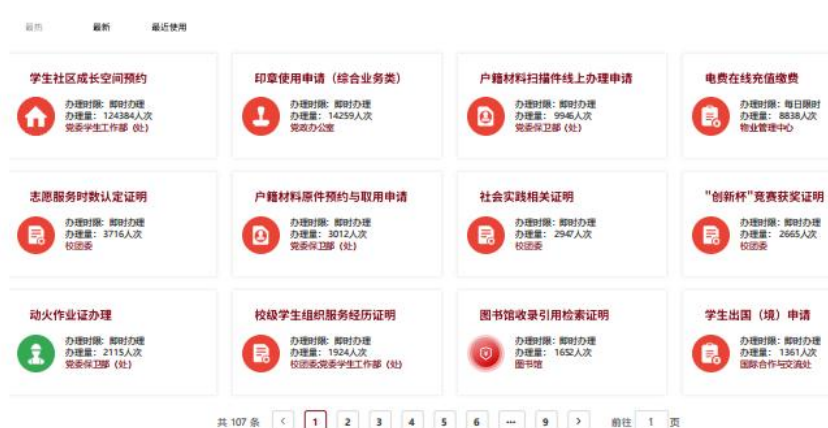 最热 最新 最近使用
学生社区成长空间预约
办理时限: 即时办理
办理量: 124384人次
党委学生工作部 (处)
印章使用申请（综合业务类）
办理时限: 即时办理
办理量: 14259人次
党政办公室
户籍材料扫描件线上办理申请
办理时限: 即时办理
办理量: 9946人次
党委保卫部 (处)
电费在线充值缴费
办理时限: 每日限时
办理量: 8838人次
物业管理中心
志愿服务时数认定证明
办理时限: 即时办理
办理量: 3716人次
校团委
户籍材料原件预约与取用申请
办理时限: 即时办理
办理量: 3012人次
党委保卫部 (处)
社会实践相关证明
办理时限: 即时办理
办理量: 2947人次
校团委
"创新杯"竞赛获奖证明
办理时限: 即时办理
办理量: 2665人次
校团委
动火作业证办理
办理时限: 即时办理
办理量: 2115人次
党委保卫部 (处)
校级学生组织服务经历证明
办理时限: 即时办理
办理量: 1924人次
校团委;党委学生工作部 (处)
图书馆收录引用检索证明
办理时限: 即时办理
办理量: 1652人次
图书馆
学生出国（境）申请
办理时限: 即时办理
办理量: 1361人次
国际合作与交流处
共 107 条 < 1 2 3 4 5 6 ··· 9 > 前往 1 页